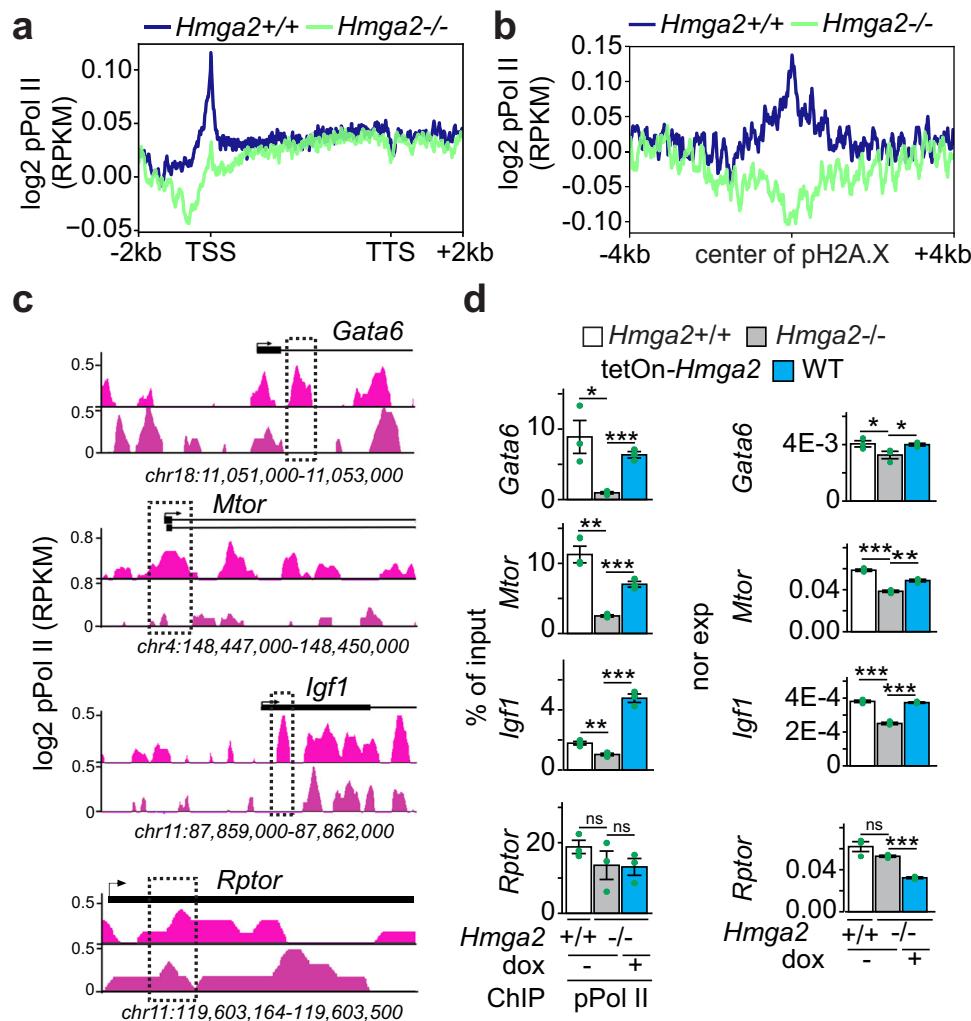 a
Hmga2+/+ Hmga2-/-
log2 pPol II
(RPKM)
0.10
0.05
0.00
−0.05
-2kb TSS TTS +2kb
b
Hmga2+/+ Hmga2-/-
log2 pPol II
(RPKM)
0.15
0.10
0.05
0.00
-0.05
-0.10
-4kb center of pH2A.X +4kb
c
log2 pPol II (RPKM)
Gata6
0.5
0.5
0
chr18:11,051,000-11,053,000
Mtor
0.8
0.8
0
chr4:148,447,000-148,450,000
Igf1
0.5
0.5
0
chr11:87,859,000-87,862,000
Rptor
0.5
0.5
0
chr11:119,603,164-119,603,500
d
Hmga2+/+ Hmga2-/-
tetOn-Hmga2 WT
% of input
Gata6
10
0
* ***
Mtor
10
0
** ***
Igf1
4
0
** ***
Rptor
20
0
ns ns
Hmga2 +/+ -/-
dox - +
ChIP pPol II
nor exp
Gata6
4E-3
0
* *
Mtor
0.04
0.00
*** **
Igf1
4E-4
2E-4
*** ***
Rptor
0.04
0.00
ns ***
Hmga2 +/+ -/-
dox - +